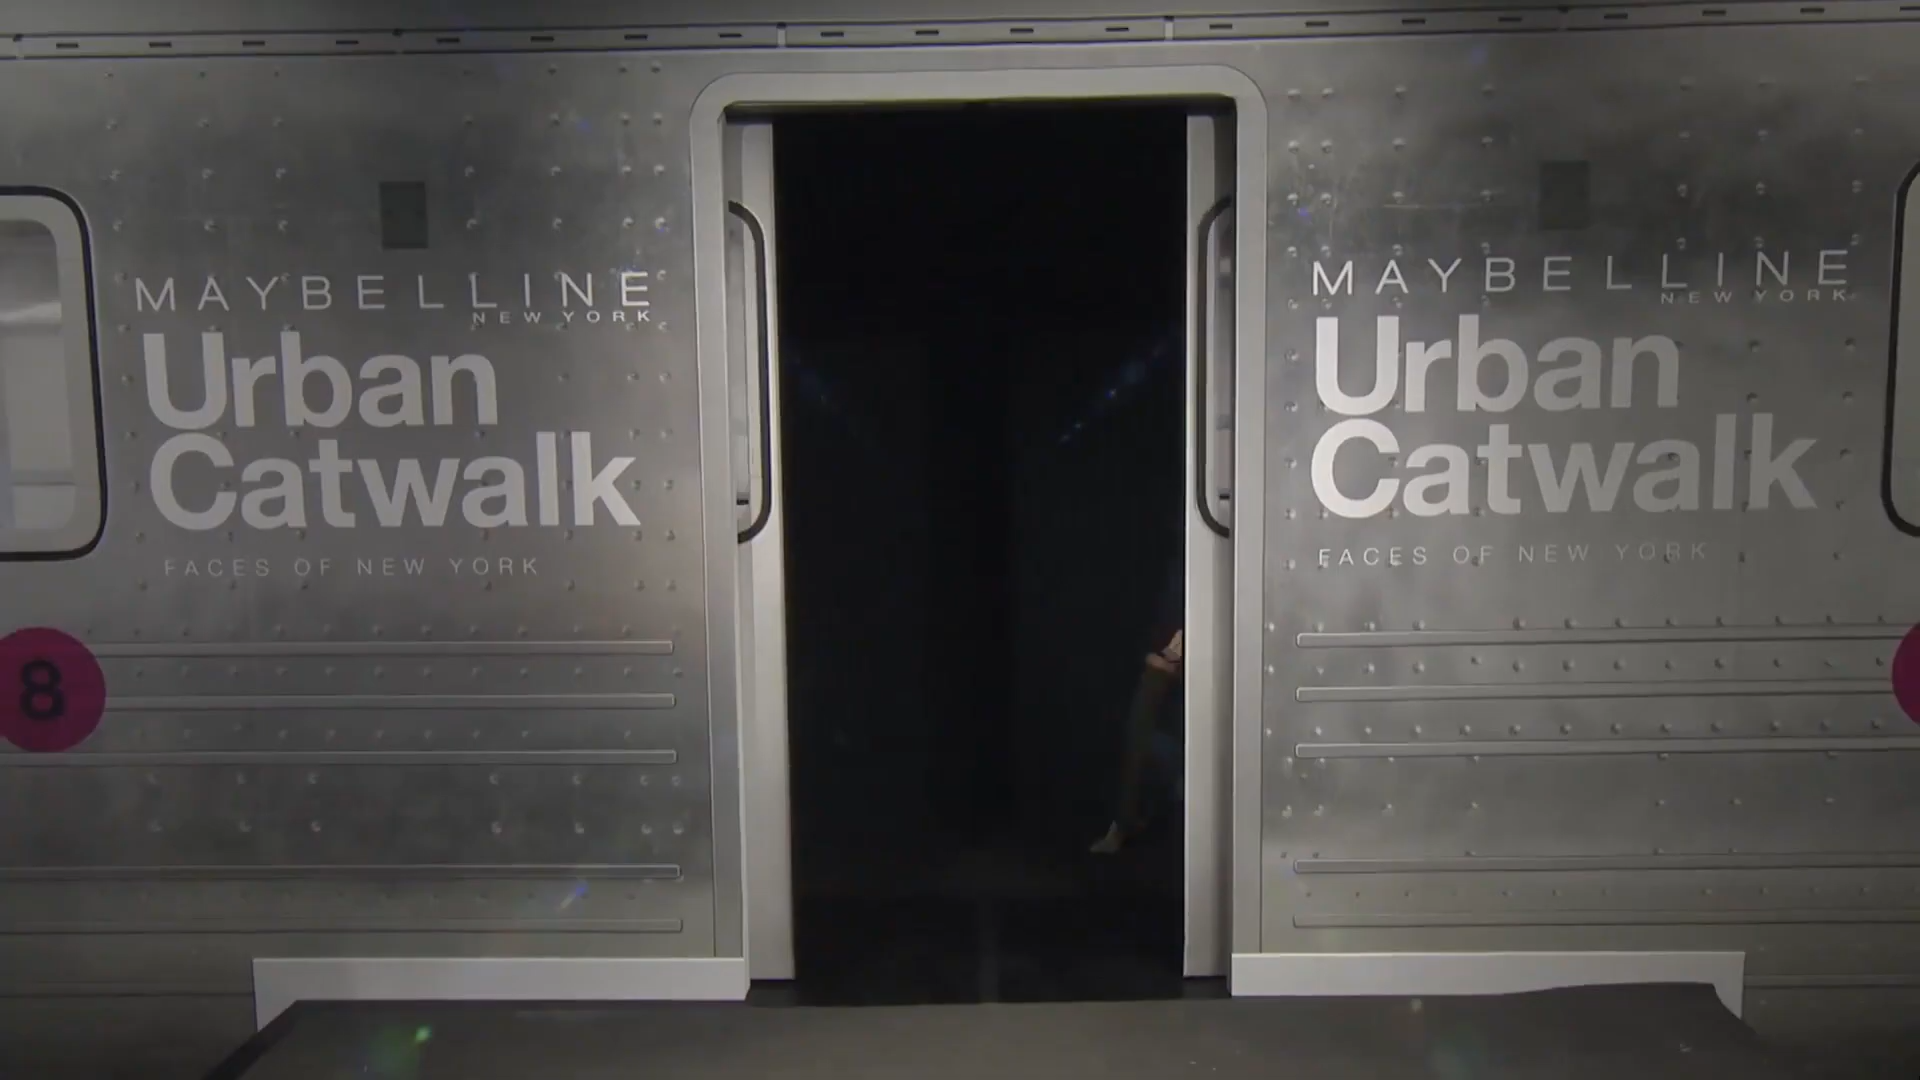 MAYBELLINE
NEW YORK
Urban
Catwalk
FACES OF NEW YORK
8
MAYBELLINE
NEW YORK
Urban
Catwalk
FACES OF NEW YORK